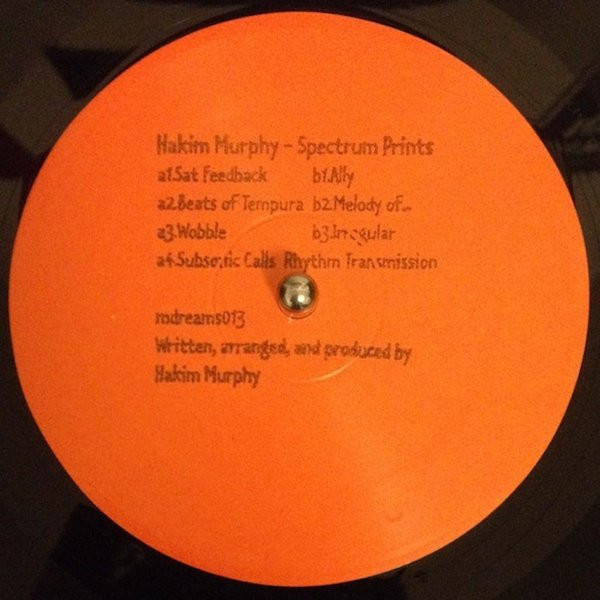 Hakim Murphy - Spectrum Prints
a1.Sat Feedback b1.Ally
a2.Beats of Tempura b2.Melody of...
a3.Wobble b3.Irregular
a4.Subsonic Calls Rhythm Transmission
mdreams013
Written, arranged, and produced by
Hakim Murphy